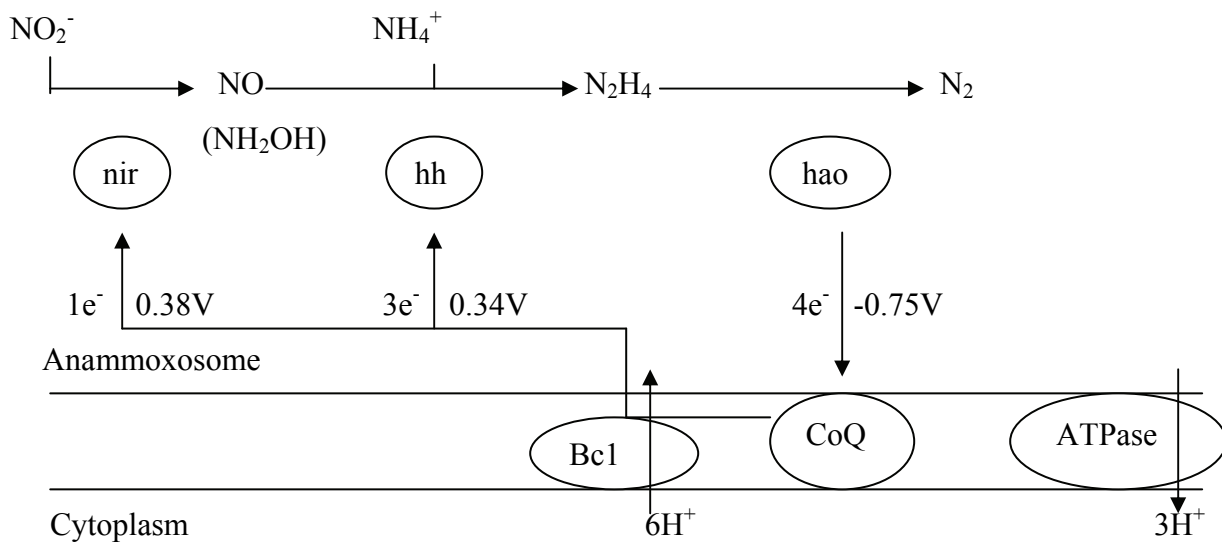 NO₂⁻ NH₄⁺
NO N₂H₄ N₂
(NH₂OH)
nir hh hao
1e⁻ 0.38V 3e⁻ 0.34V 4e⁻ -0.75V
Anammoxosome
Bc1 CoQ ATPase
Cytoplasm 6H⁺ 3H⁺